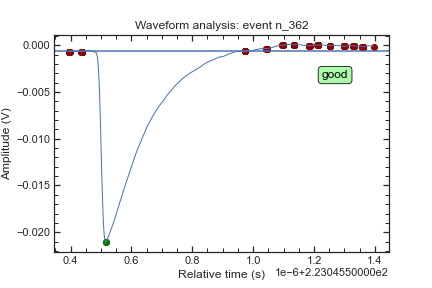 Waveform analysis: event n_362
0.000
good
−0.005
Amplitude (V)
−0.010
−0.015
−0.020
0.4 0.6 0.8 1.0 1.2 1.4
Relative time (s) 1e−6+2.2304550000e2